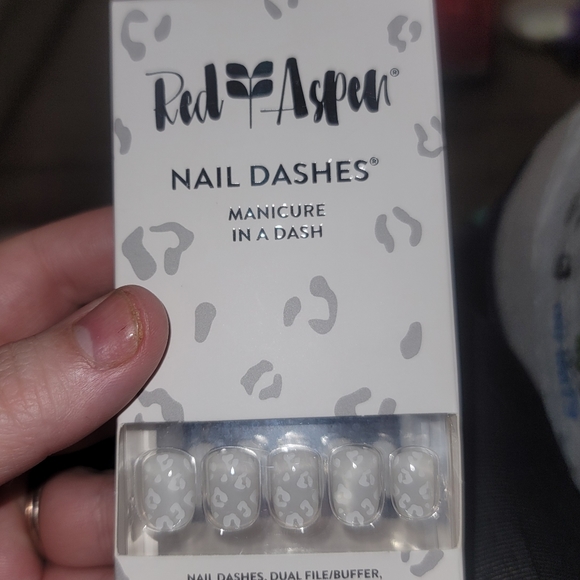 Red Aspen®
NAIL DASHES®
MANICURE
IN A DASH
NAIL DASHES, DUAL FILE/BUFFER,